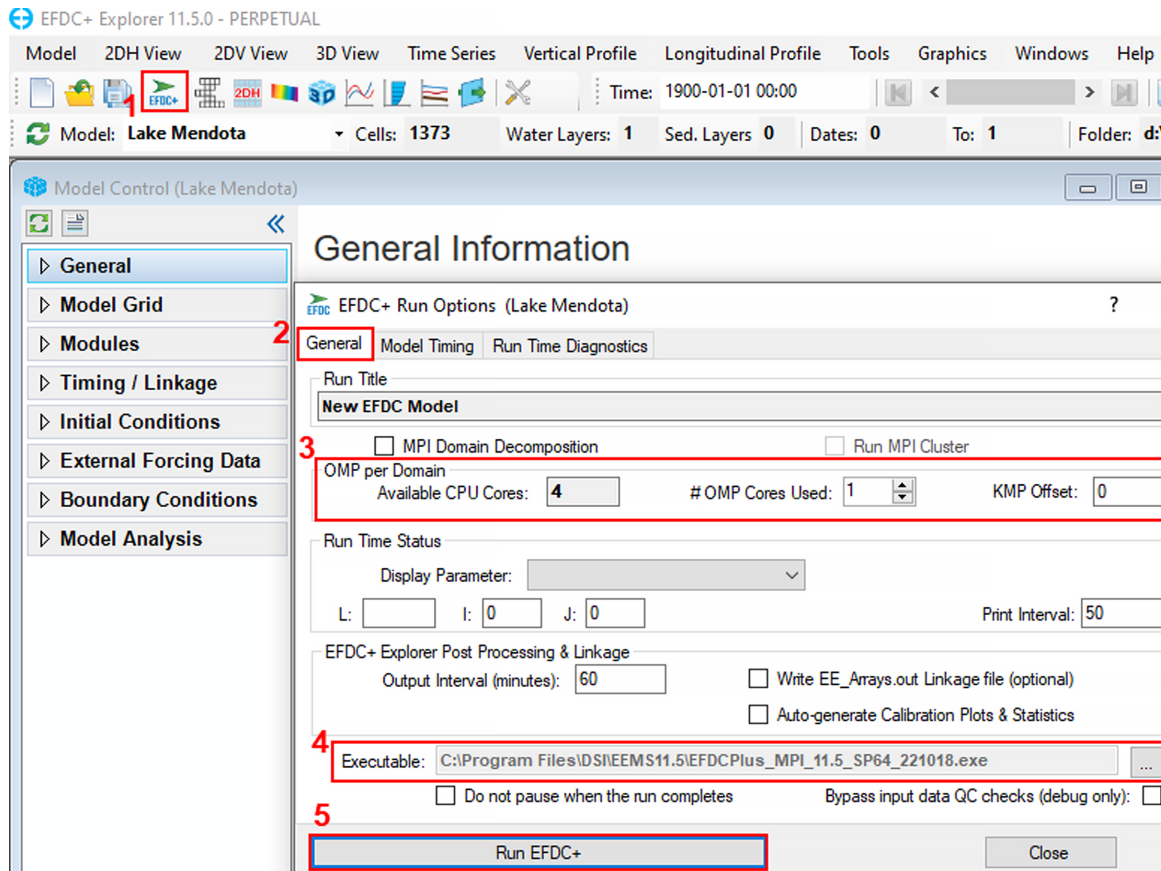 EFDC+ Explorer 11.5.0 - PERPETUAL
Model 2DH View 2DV View 3D View Time Series Vertical Profile Longitudinal Profile Tools Graphics Windows Help
1 EFDC+ 2DH 3D Time: 1900-01-01 00:00
Model: Lake Mendota Cells: 1373 Water Layers: 1 Sed. Layers 0 Dates: 0 To: 1 Folder: d:\
Model Control (Lake Mendota)
General Information
General
Model Grid
Modules
Timing / Linkage
Initial Conditions
External Forcing Data
Boundary Conditions
Model Analysis
EFDC EFDC+ Run Options (Lake Mendota) ?
2 General Model Timing Run Time Diagnostics
Run Title
New EFDC Model
MPI Domain Decomposition Run MPI Cluster
3 OMP per Domain
Available CPU Cores: 4 # OMP Cores Used: 1 KMP Offset: 0
Run Time Status
Display Parameter:
L: I: 0 J: 0 Print Interval: 50
EFDC+ Explorer Post Processing & Linkage
Output Interval (minutes): 60 Write EE_Arrays.out Linkage file (optional)
Auto-generate Calibration Plots & Statistics
4 Executable: C:\Program Files\DSI\EEMS11.5\EFDCPlus_MPI_11.5_SP64_221018.exe ...
Do not pause when the run completes Bypass input data QC checks (debug only):
5 Run EFDC+ Close